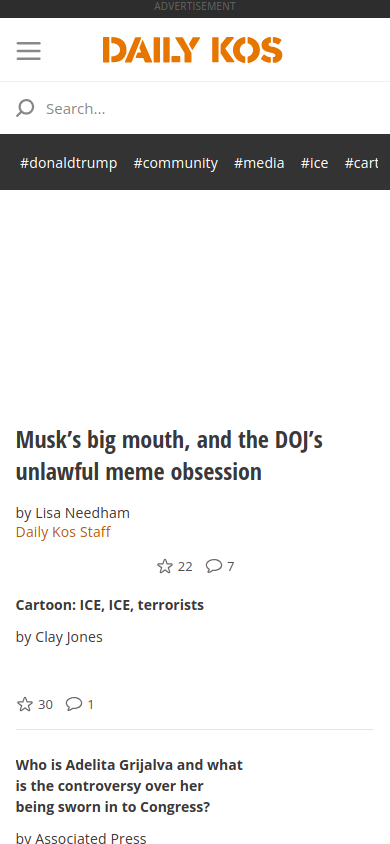 ADVERTISEMENT
DAILY KOS
Search...
#donaldtrump #community #media #ice #cart
Musk’s big mouth, and the DOJ’s
unlawful meme obsession
by Lisa Needham
Daily Kos Staff
22 7
Cartoon: ICE, ICE, terrorists
by Clay Jones
30 1
Who is Adelita Grijalva and what
is the controversy over her
being sworn in to Congress?
by Associated Press